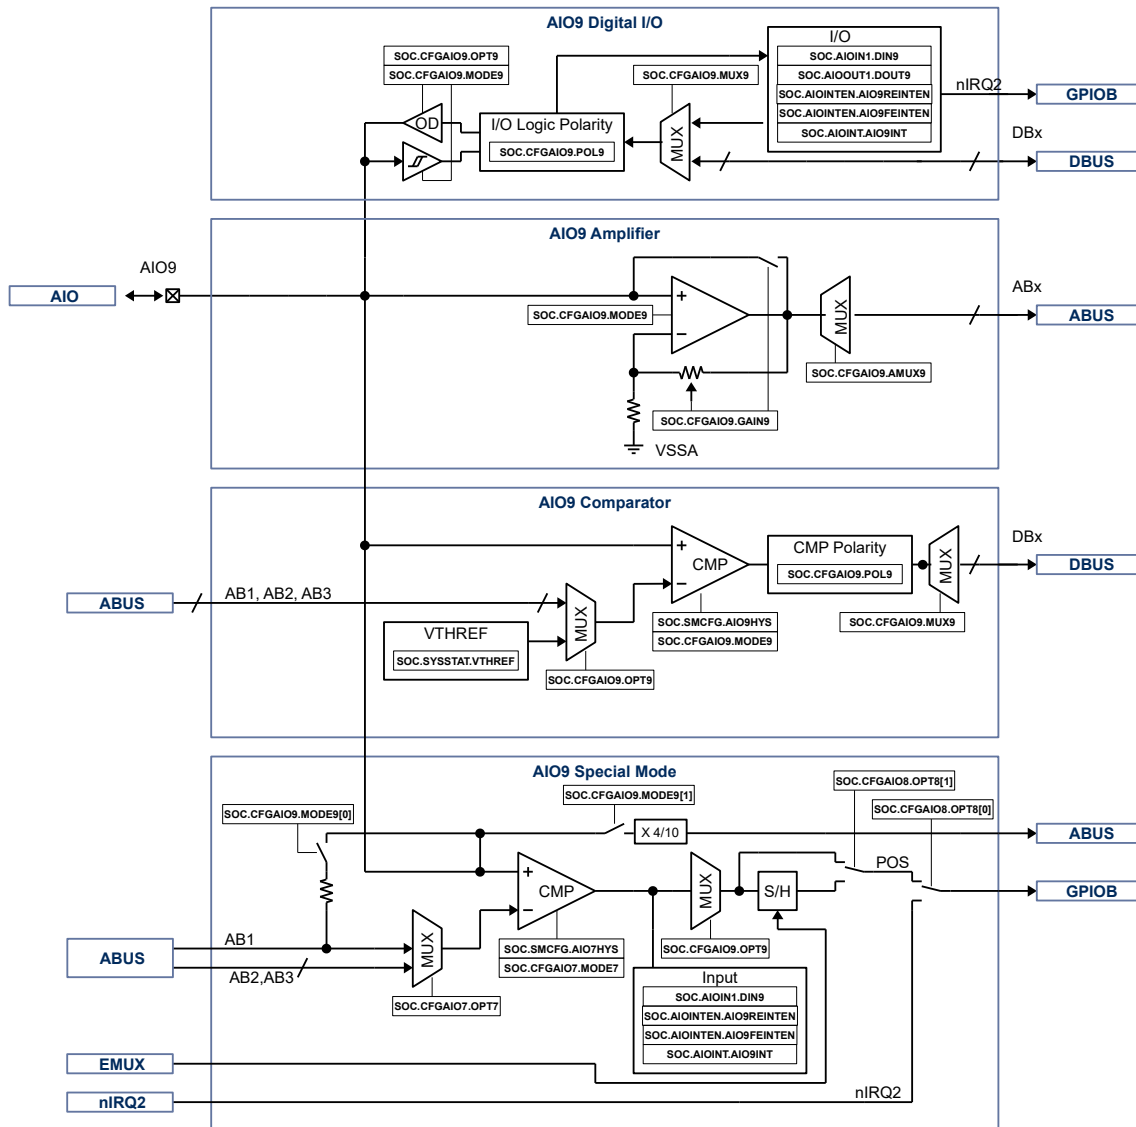 AIO9 Digital I/O
SOC.CFGAIO9.OPT9
SOC.CFGAIO9.MODE9
OD
I/O Logic Polarity
SOC.CFGAIO9.POL9
SOC.CFGAIO9.MUX9
MUX
I/O
SOC.AIOIN1.DIN9
SOC.AIOOUT1.DOUT9
SOC.AIOINTEN.AIO9REINTEN
SOC.AIOINTEN.AIO9FEINTEN
SOC.AIOINT.AIO9INT
nIRQ2
GPIOB
DBx
DBUS
AIO9 Amplifier
AIO9
AIO
SOC.CFGAIO9.MODE9
+
−
MUX
SOC.CFGAIO9.AMUX9
SOC.CFGAIO9.GAIN9
VSSA
ABx
ABUS
AIO9 Comparator
ABUS
AB1, AB2, AB3
VTHREF
SOC.SYSSTAT.VTHREF
MUX
SOC.CFGAIO9.OPT9
+
−
CMP
SOC.SMCFG.AIO9HYS
SOC.CFGAIO9.MODE9
CMP Polarity
SOC.CFGAIO9.POL9
MUX
SOC.CFGAIO9.MUX9
DBx
DBUS
AIO9 Special Mode
SOC.CFGAIO9.MODE9[0]
SOC.CFGAIO9.MODE9[1]
X 4/10
SOC.CFGAIO8.OPT8[1]
SOC.CFGAIO8.OPT8[0]
ABUS
+
−
CMP
SOC.SMCFG.AIO7HYS
SOC.CFGAIO7.MODE7
MUX
SOC.CFGAIO9.OPT9
S/H
POS
GPIOB
ABUS
AB1
AB2,AB3
MUX
SOC.CFGAIO7.OPT7
Input
SOC.AIOIN1.DIN9
SOC.AIOINTEN.AIO9REINTEN
SOC.AIOINTEN.AIO9FEINTEN
SOC.AIOINT.AIO9INT
EMUX
nIRQ2
nIRQ2